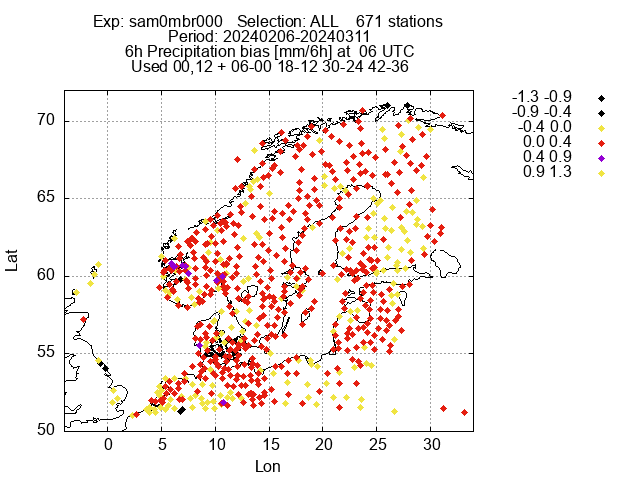 Exp: sam0mbr000 Selection: ALL 671 stations
Period: 20240206-20240311
6h Precipitation bias [mm/6h] at 06 UTC
Used 00,12 + 06-00 18-12 30-24 42-36
-1.3 -0.9
-0.9 -0.4
-0.4 0.0
0.0 0.4
0.4 0.9
0.9 1.3
70
65
60
55
50
Lat
0 5 10 15 20 25 30
Lon